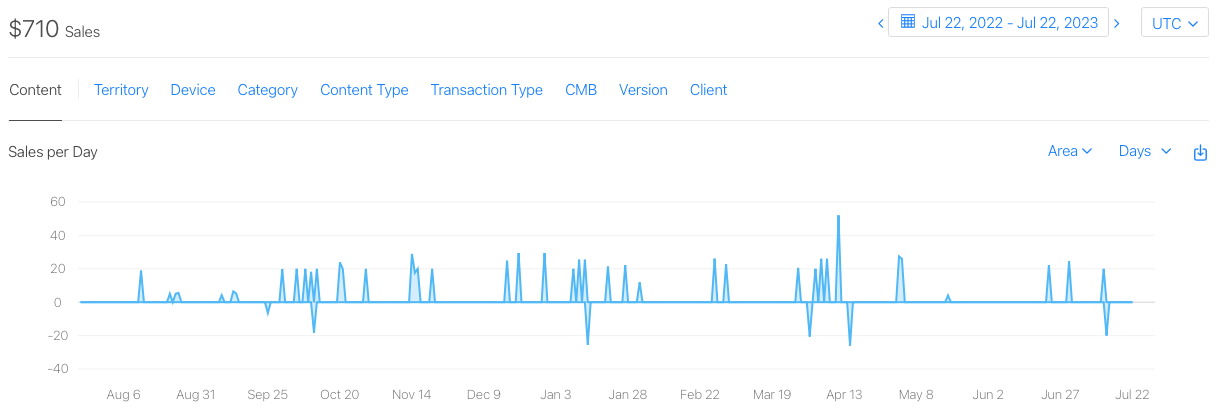 $710 Sales
Jul 22, 2022 - Jul 22, 2023
UTC
Content Territory Device Category Content Type Transaction Type CMB Version Client
Sales per Day
Area Days
60
40
20
0
-20
-40
Aug 6 Aug 31 Sep 25 Oct 20 Nov 14 Dec 9 Jan 3 Jan 28 Feb 22 Mar 19 Apr 13 May 8 Jun 2 Jun 27 Jul 22